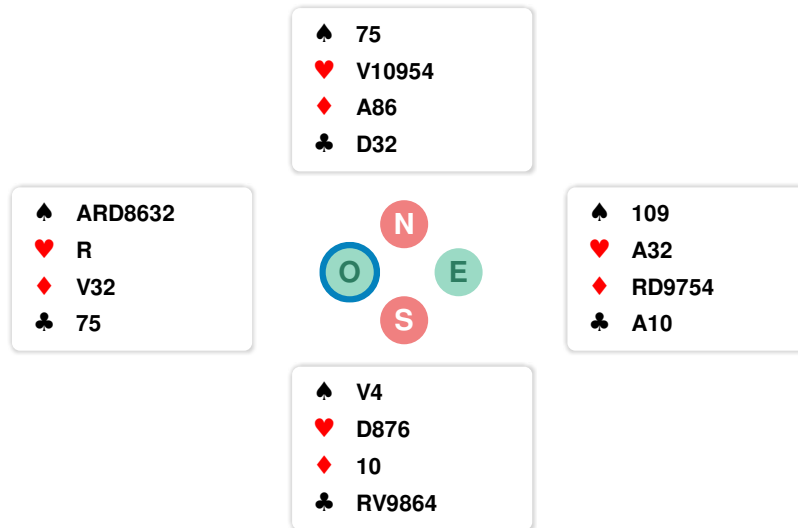 ♠ 75
♥ V10954
♦ A86
♣ D32
♠ ARD8632
♥ R
♦ V32
♣ 75
N
O E
S
♠ 109
♥ A32
♦ RD9754
♣ A10
♠ V4
♥ D876
♦ 10
♣ RV9864